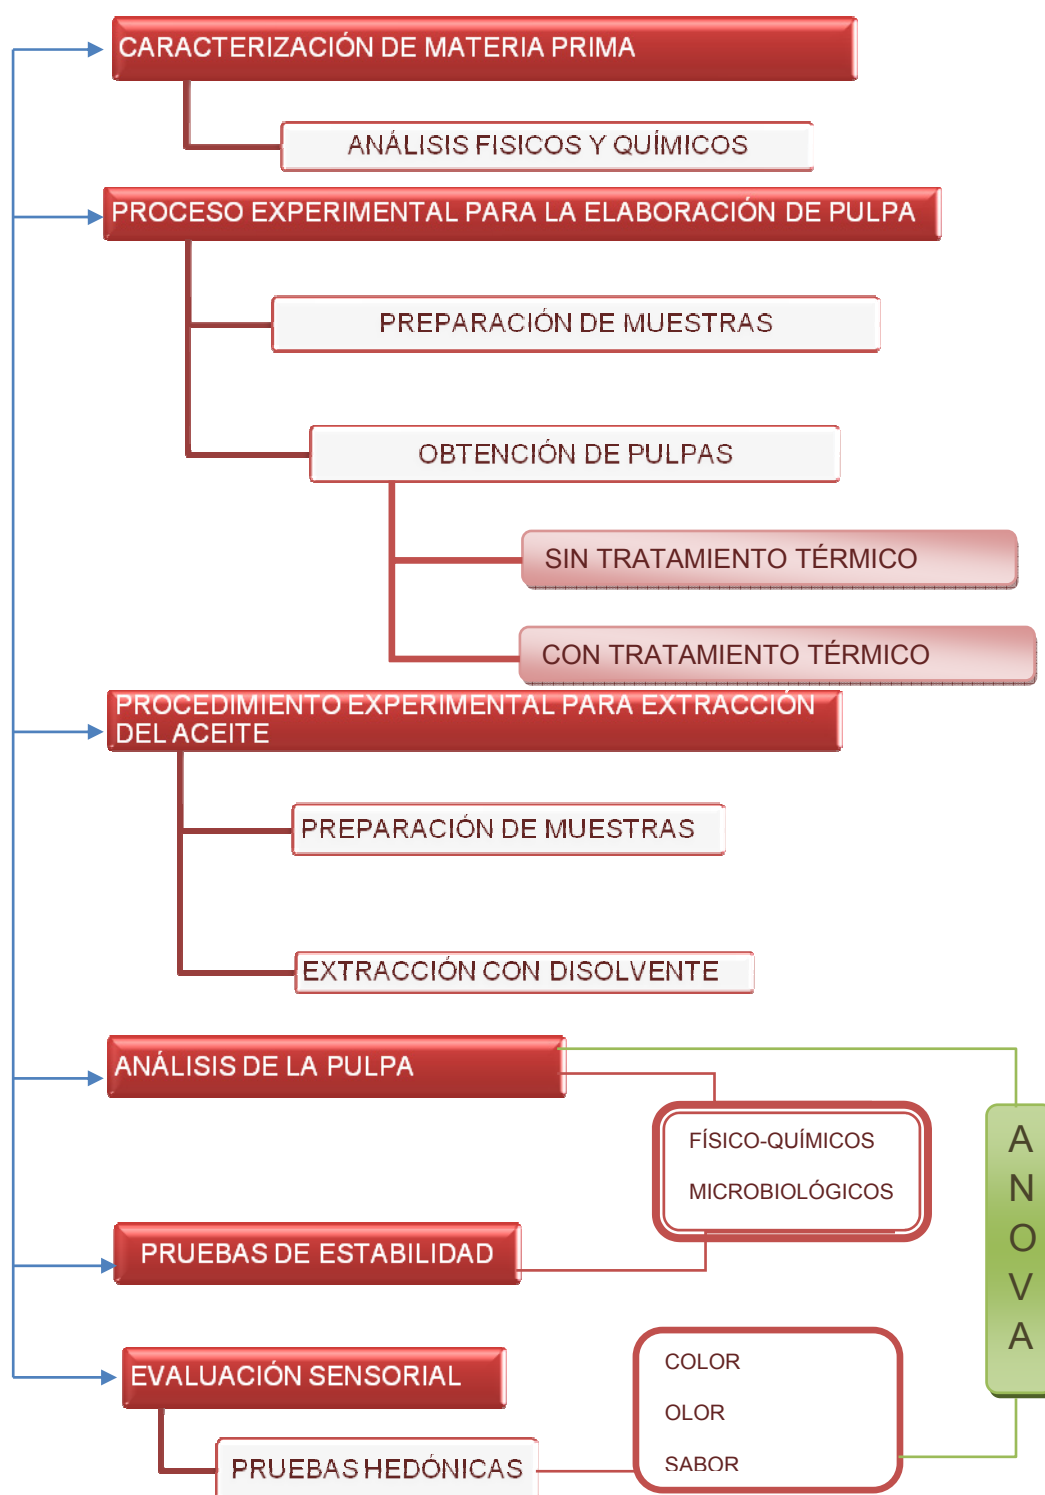 CARACTERIZACIÓN DE MATERIA PRIMA
ANÁLISIS FISICOS Y QUÍMICOS
PROCESO EXPERIMENTAL PARA LA ELABORACIÓN DE PULPA
PREPARACIÓN DE MUESTRAS
OBTENCIÓN DE PULPAS
SIN TRATAMIENTO TÉRMICO
CON TRATAMIENTO TÉRMICO
PROCEDIMIENTO EXPERIMENTAL PARA EXTRACCIÓN
DEL ACEITE
PREPARACIÓN DE MUESTRAS
EXTRACCIÓN CON DISOLVENTE
ANÁLISIS DE LA PULPA
FÍSICO-QUÍMICOS
MICROBIOLÓGICOS
PRUEBAS DE ESTABILIDAD
EVALUACIÓN SENSORIAL
PRUEBAS HEDÓNICAS
COLOR
OLOR
SABOR
A
N
O
V
A